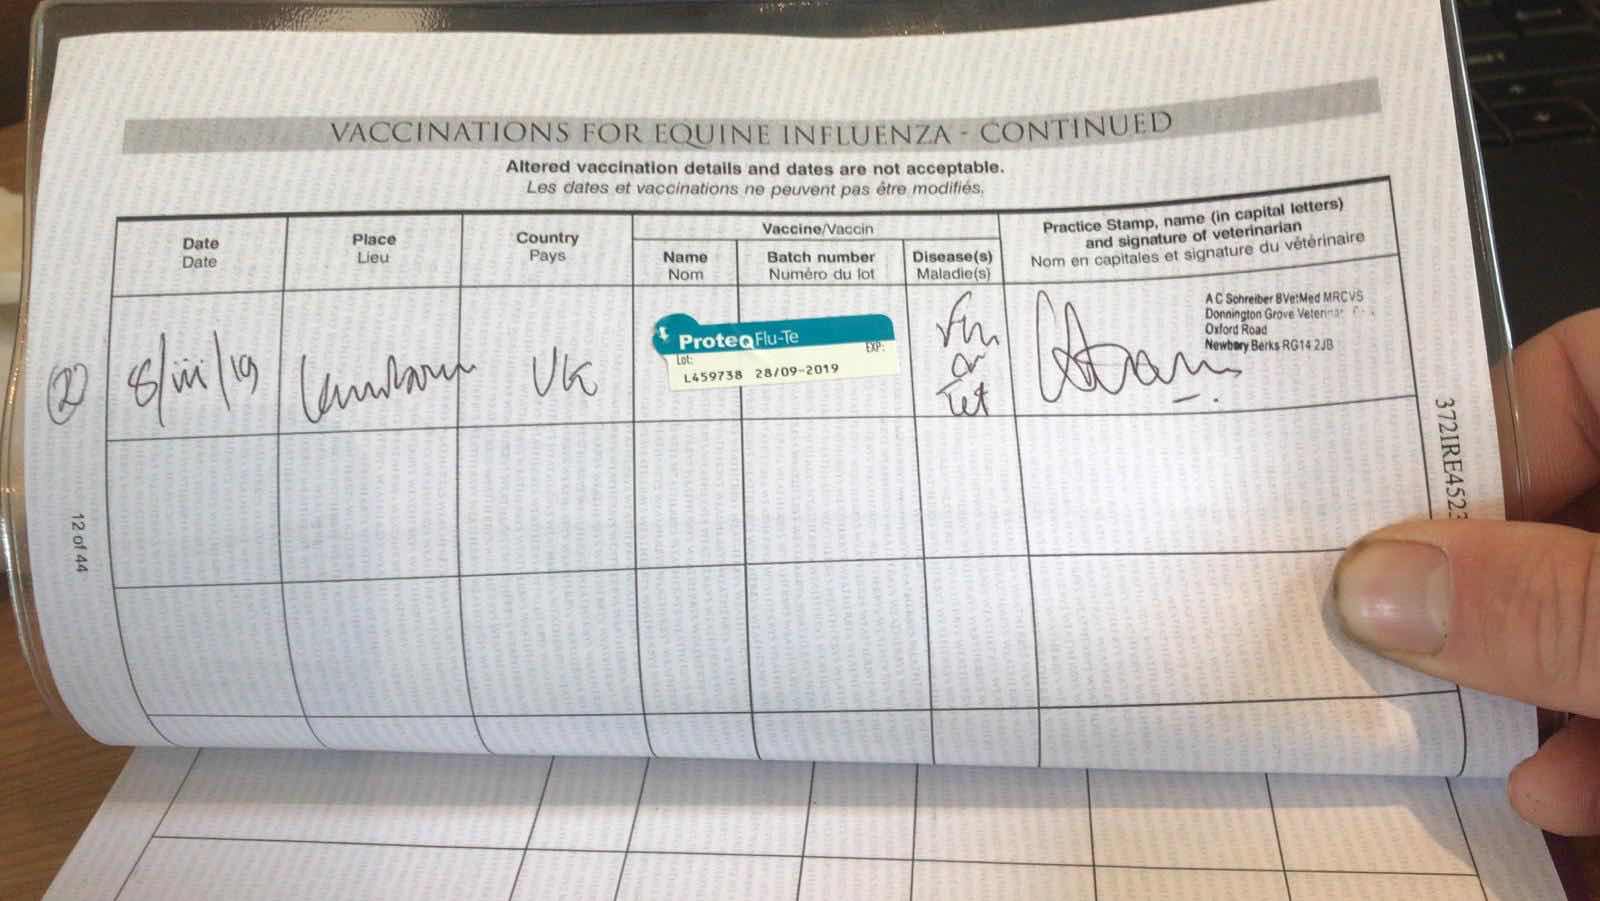 VACCINATIONS FOR EQUINE INFLUENZA - CONTINUED
Altered vaccination details and dates are not acceptable.
Les dates et vaccinations ne peuvent pas être modifiés.
Date
Date
Place
Lieu
Country
Pays
Vaccine/Vaccin
Name
Nom
Batch number
Numéro du lot
Disease(s)
Maladie(s)
Practice Stamp, name (in capital letters)
and signature of veterinarian
Nom en capitales et signature du vétérinaire
(2)
8/iii/19
UK
ProteqFlu-Te
Lot: EXP:
L459738 28/09-2019
Flu
Tet
A C Schreiber BVetMed MRCVS
Donnington Grove
Oxford Road
Newbury Berks RG14 2JB
372IRE4523
12 of 44